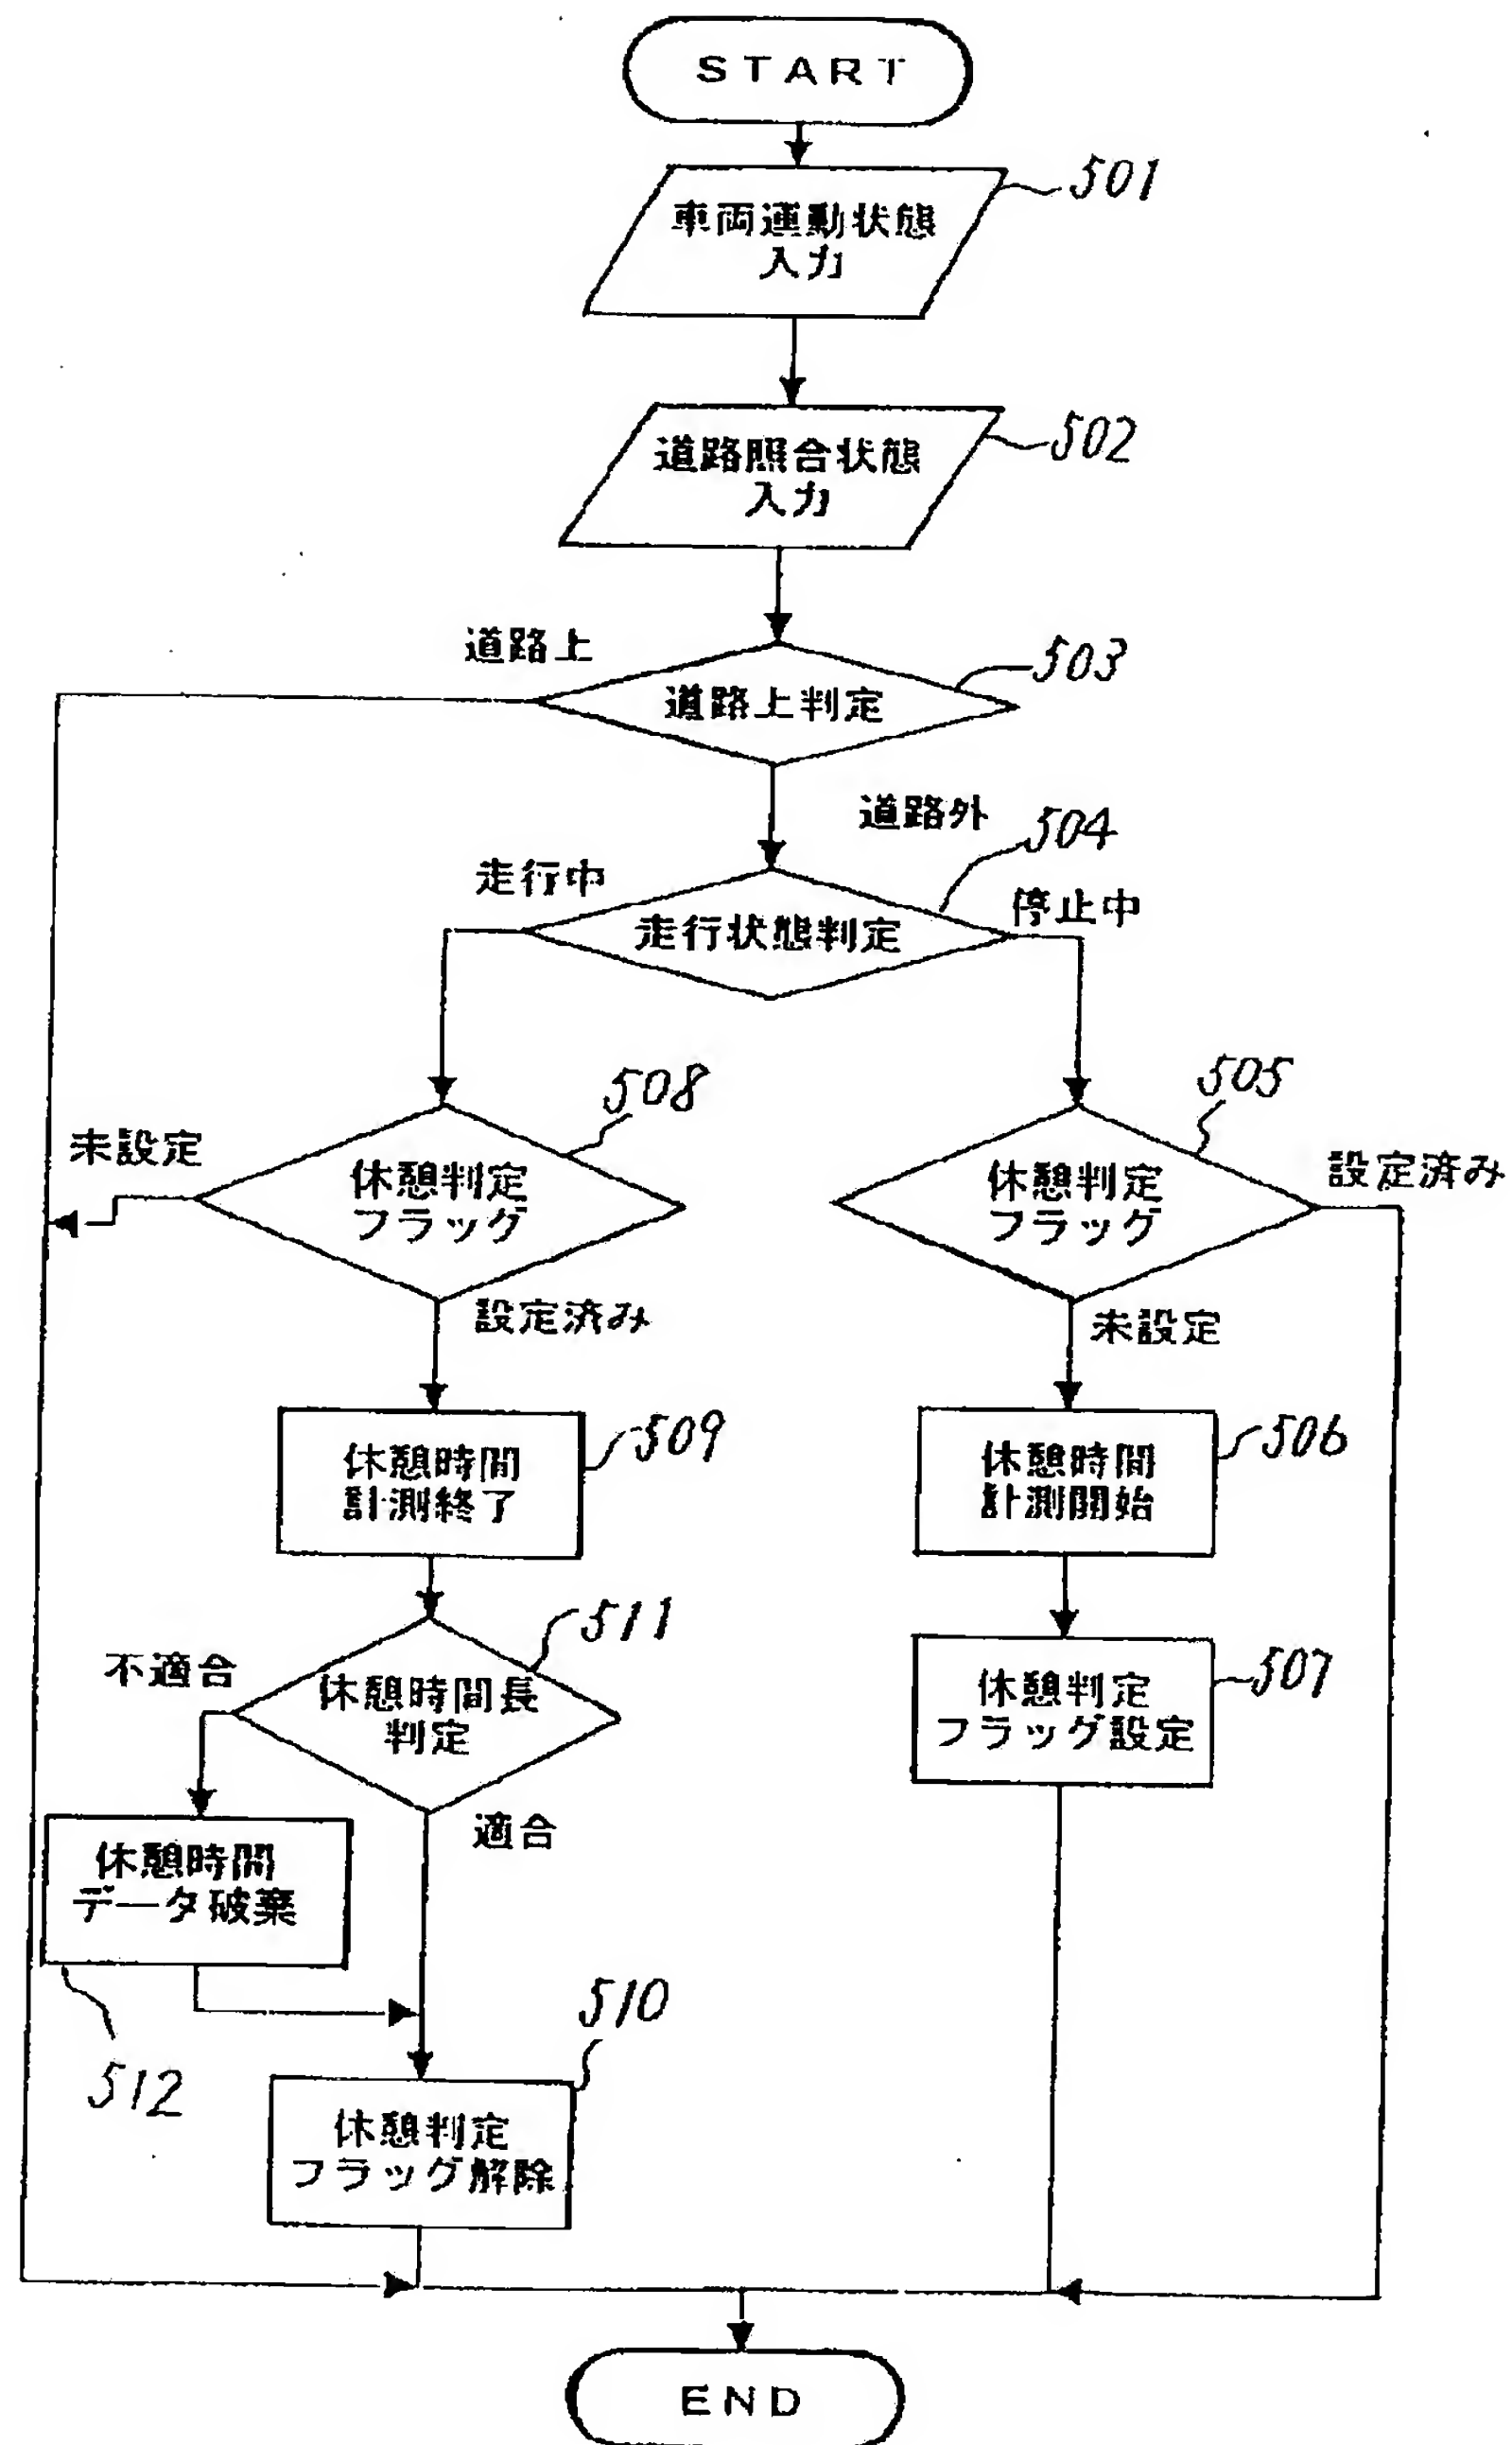 START
501
車両運動状態
入力
502
道路照合状態
入力
道路上
503
道路上判定
道路外
504
走行中
停止中
走行状態判定
508
505
未設定
休憩判定
フラッグ
休憩判定
フラッグ
設定済み
設定済み
未設定
509
506
休憩時間
計測終了
休憩時間
計測開始
511
不適合
休憩時間長
判定
507
休憩判定
フラッグ設定
適合
休憩時間
データ破棄
510
512
休憩判定
フラッグ解除
END